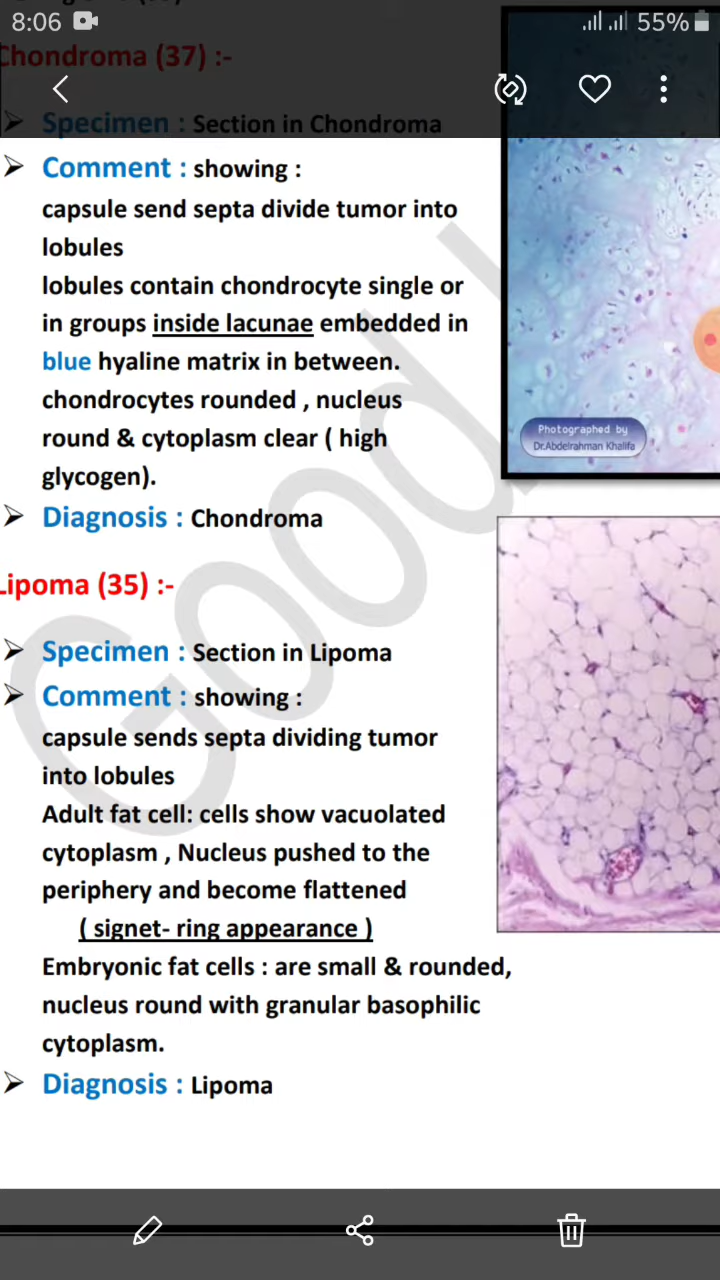 8:06
55%
Chondroma (37) :-
➢ Specimen : Section in Chondroma
➢ Comment : showing :
capsule send septa divide tumor into
lobules
lobules contain chondrocyte single or
in groups inside lacunae embedded in
blue hyaline matrix in between.
chondrocytes rounded , nucleus
round & cytoplasm clear ( high
glycogen).
➢ Diagnosis : Chondroma
Photographed by
Dr.Abdelrahman Khalifa
Lipoma (35) :-
➢ Specimen : Section in Lipoma
➢ Comment : showing :
capsule sends septa dividing tumor
into lobules
Adult fat cell: cells show vacuolated
cytoplasm , Nucleus pushed to the
periphery and become flattened
( signet- ring appearance )
Embryonic fat cells : are small & rounded,
nucleus round with granular basophilic
cytoplasm.
➢ Diagnosis : Lipoma
Good